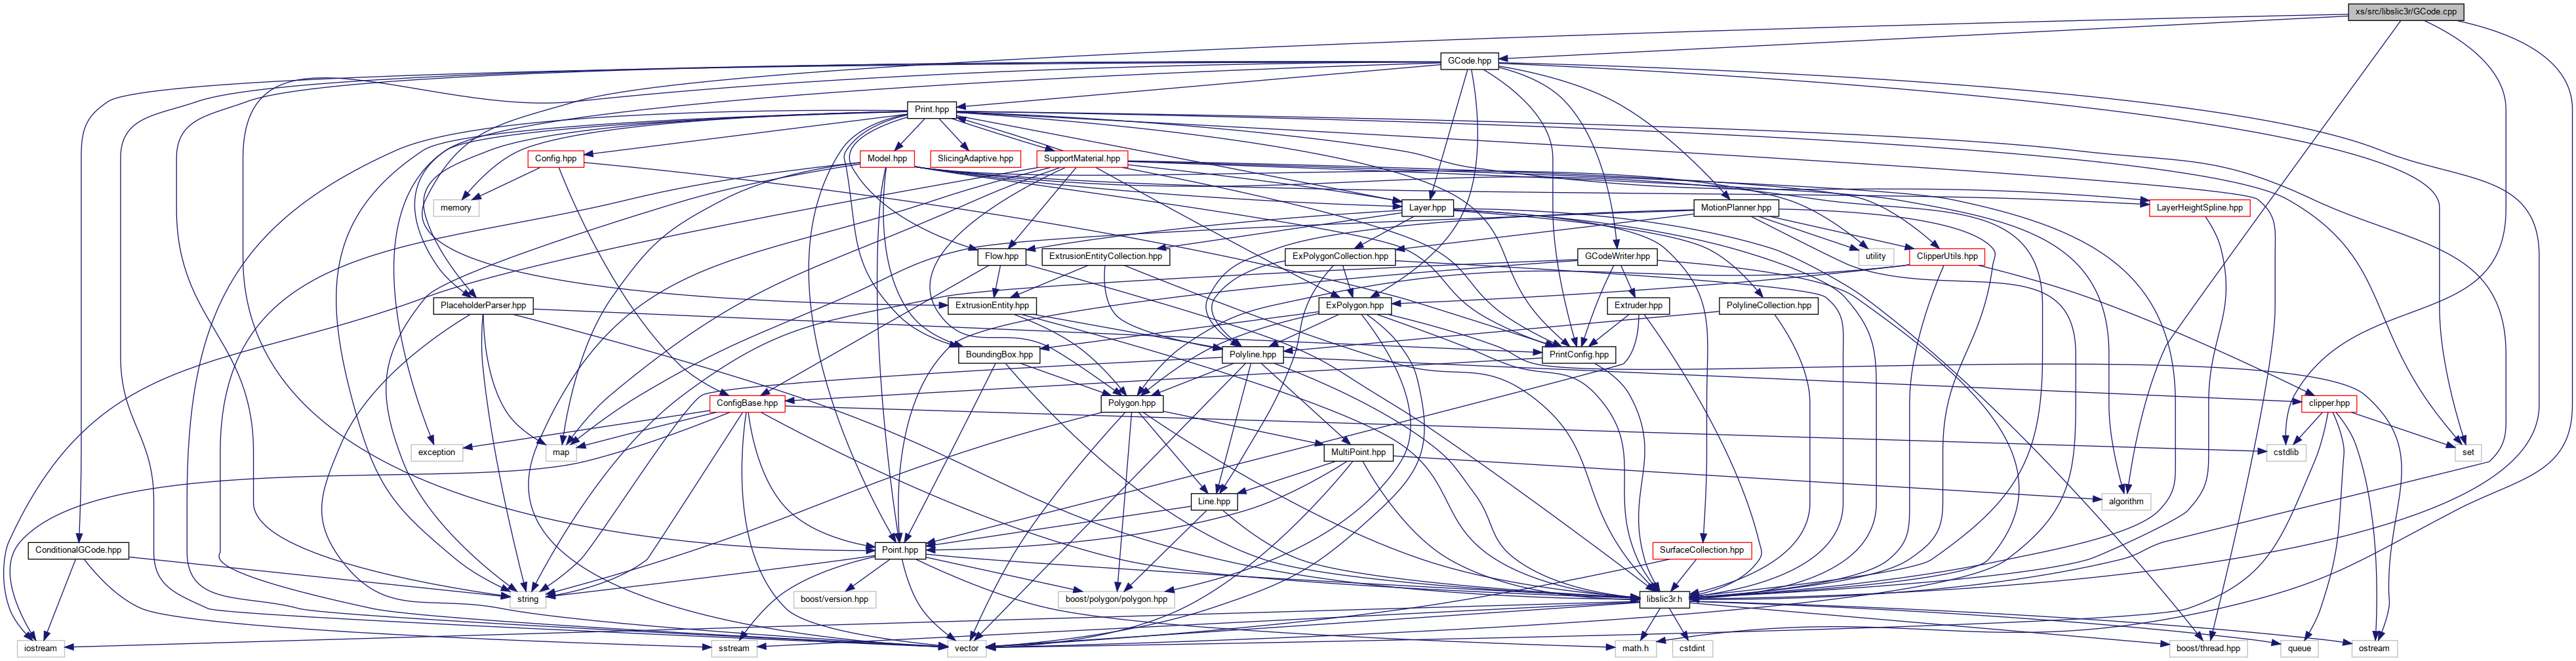 xs/src/libslic3r/GCode.cpp
GCode.hpp
Print.hpp
Config.hpp
Model.hpp
SlicingAdaptive.hpp
SupportMaterial.hpp
memory
Layer.hpp
MotionPlanner.hpp
LayerHeightSpline.hpp
Flow.hpp
ExtrusionEntityCollection.hpp
ExPolygonCollection.hpp
GCodeWriter.hpp
utility
ClipperUtils.hpp
PlaceholderParser.hpp
ExtrusionEntity.hpp
ExPolygon.hpp
Extruder.hpp
PolylineCollection.hpp
BoundingBox.hpp
Polyline.hpp
PrintConfig.hpp
ConfigBase.hpp
Polygon.hpp
clipper.hpp
exception
map
MultiPoint.hpp
cstdlib
set
Line.hpp
algorithm
ConditionalGCode.hpp
Point.hpp
SurfaceCollection.hpp
string
boost/version.hpp
boost/polygon/polygon.hpp
libslic3r.h
iostream
sstream
vector
math.h
cstdint
boost/thread.hpp
queue
ostream